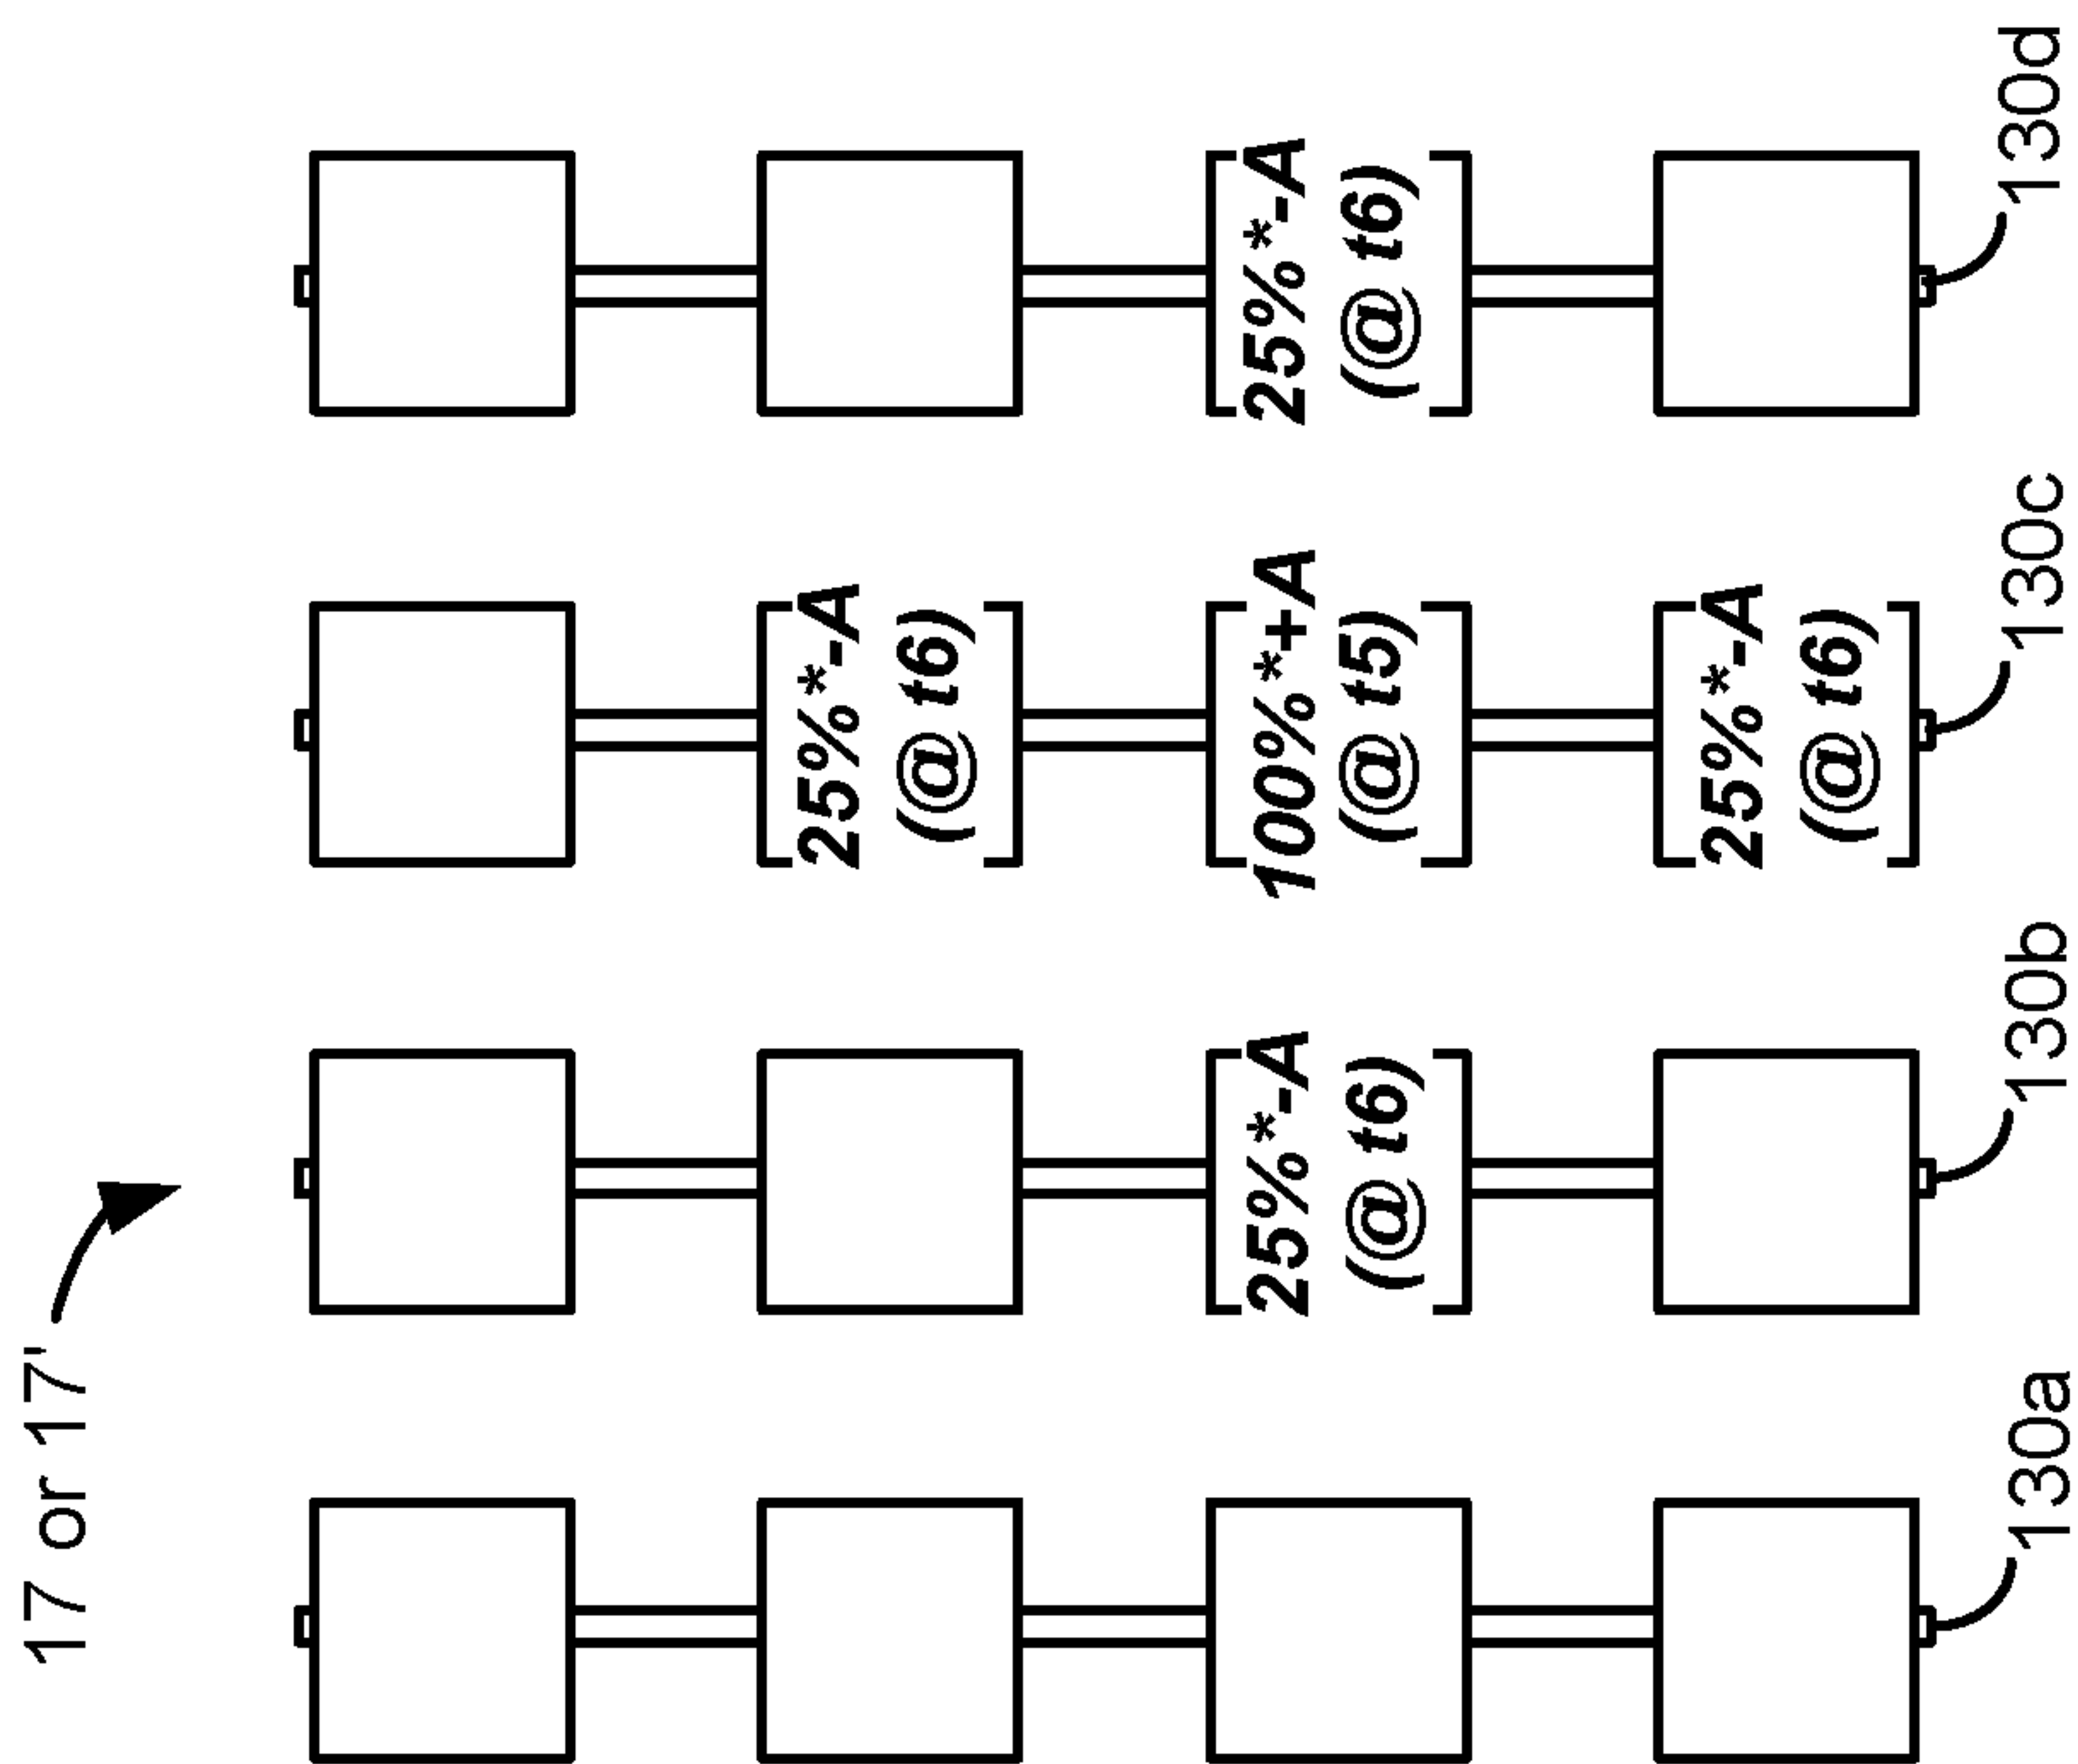 17 or 17'
25%*-A
(@ t6)
25%*-A
(@ t6)
100%*+A
(@ t5)
25%*-A
(@ t6)
25%*-A
(@ t6)
130a
130b
130c
130d